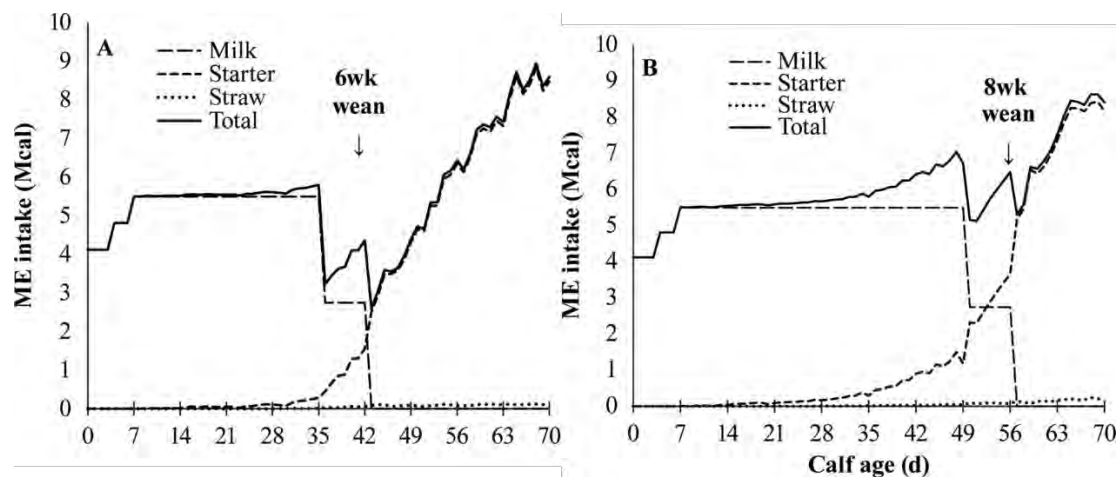 A
Milk
Starter
Straw
Total
6wk
wean
↓
ME intake (Mcal)
10
9
8
7
6
5
4
3
2
1
0
0 7 14 21 28 35 42 49 56 63 70
B
Milk
Starter
Straw
Total
8wk
wean
↓
ME intake (Mcal)
10
9
8
7
6
5
4
3
2
1
0
0 7 14 21 28 35 42 49 56 63 70
Calf age (d)